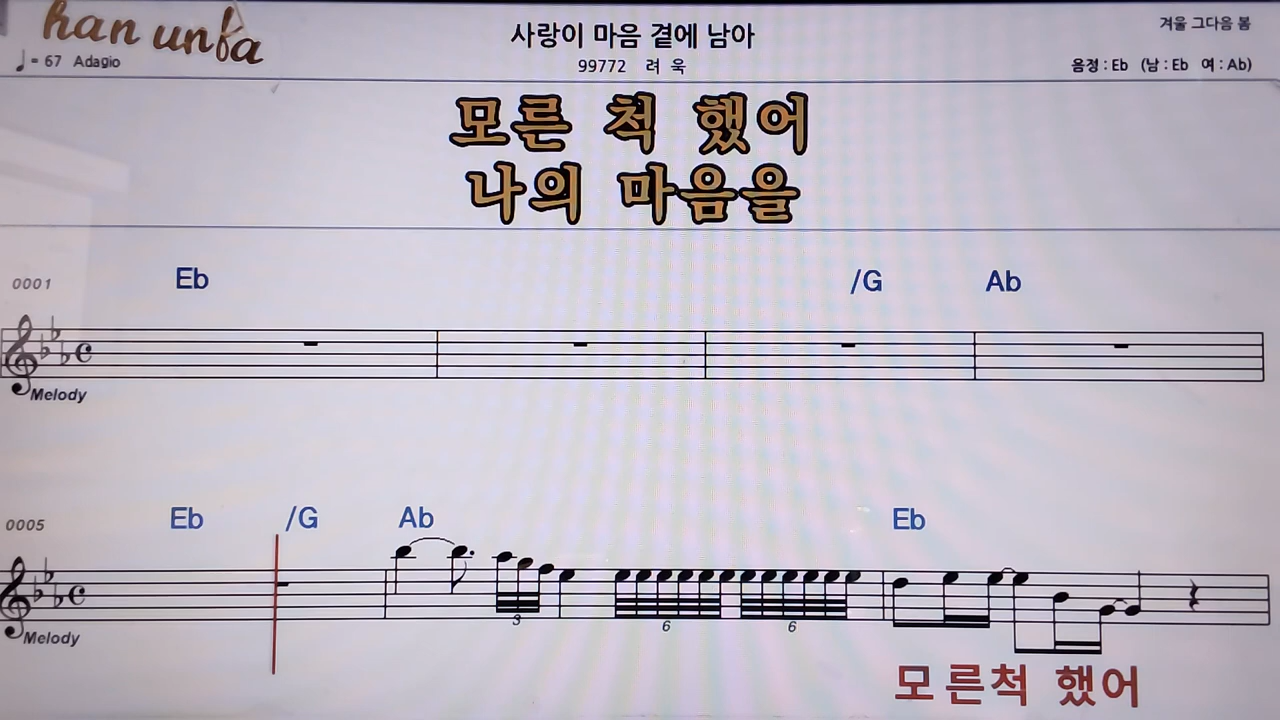 han unfa
♩= 67 Adagio
사랑이 마음 곁에 남아
99772 려 욱
겨울 그다음 봄
음정 : Eb (남 : Eb 여 : Ab)
모른 척 했어
나의 마음을
0001
Eb /G Ab
Melody
0005
Eb /G Ab Eb
3 6 6
Melody
모 른척 했어